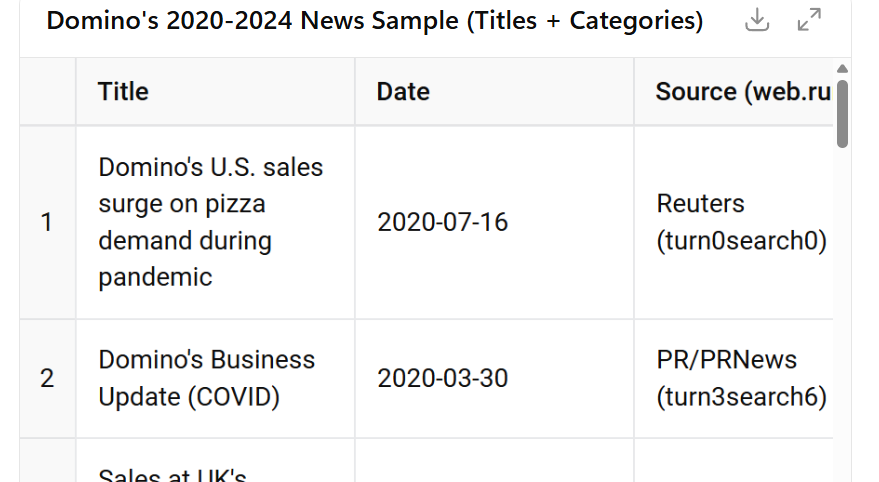 Domino's 2020-2024 News Sample (Titles + Categories)
Title Date Source (web.ru
1 Domino's U.S. sales surge on pizza demand during pandemic 2020-07-16 Reuters (turn0search0)
2 Domino's Business Update (COVID) 2020-03-30 PR/PRNews (turn3search6)
Sales at UK's